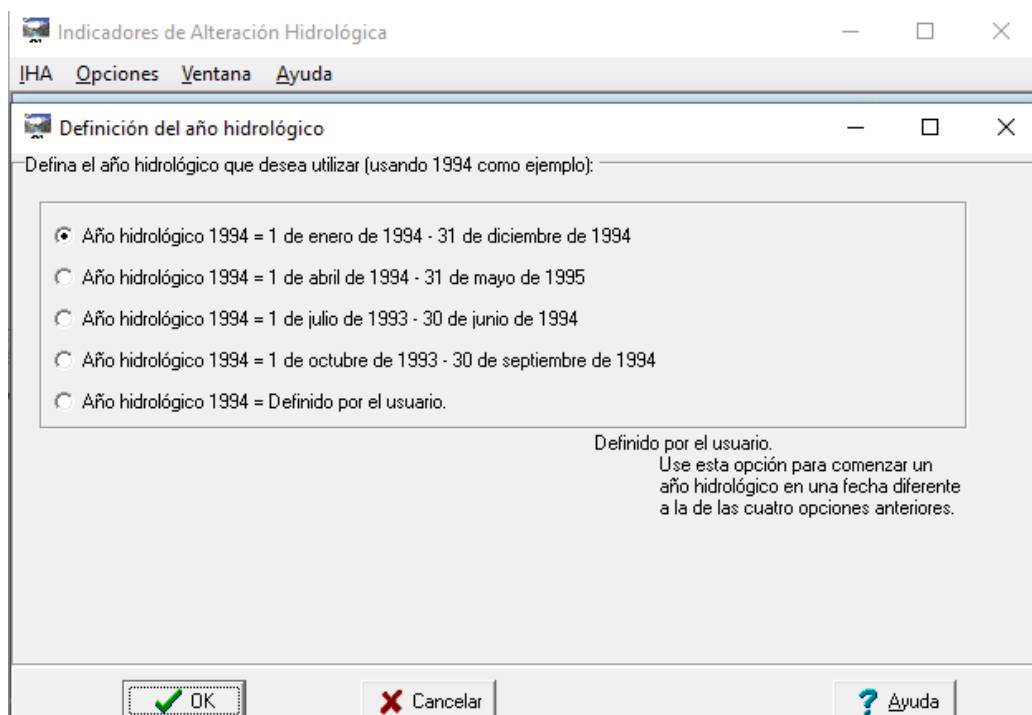 Indicadores de Alteración Hidrológica
IHA Opciones Ventana Ayuda
Definición del año hidrológico
Defina el año hidrológico que desea utilizar (usando 1994 como ejemplo):
Año hidrológico 1994 = 1 de enero de 1994 - 31 de diciembre de 1994
Año hidrológico 1994 = 1 de abril de 1994 - 31 de mayo de 1995
Año hidrológico 1994 = 1 de julio de 1993 - 30 de junio de 1994
Año hidrológico 1994 = 1 de octubre de 1993 - 30 de septiembre de 1994
Año hidrológico 1994 = Definido por el usuario.
Definido por el usuario.
Use esta opción para comenzar un
año hidrológico en una fecha diferente
a la de las cuatro opciones anteriores.
OK Cancelar ? Ayuda